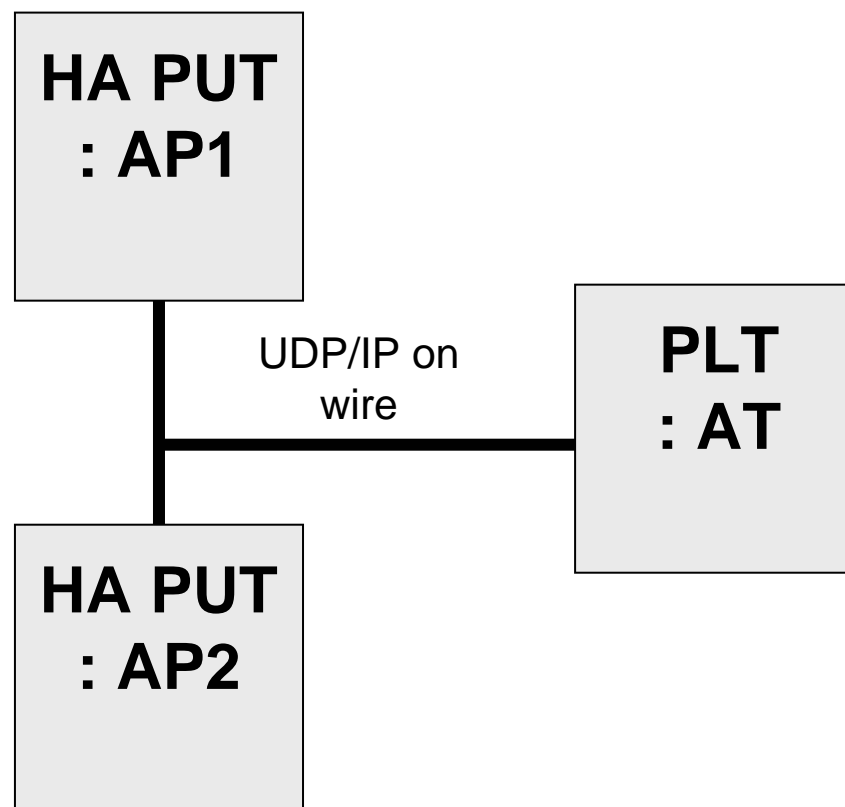 HA PUT
: AP1
UDP/IP on
wire
PLT
: AT
HA PUT
: AP2